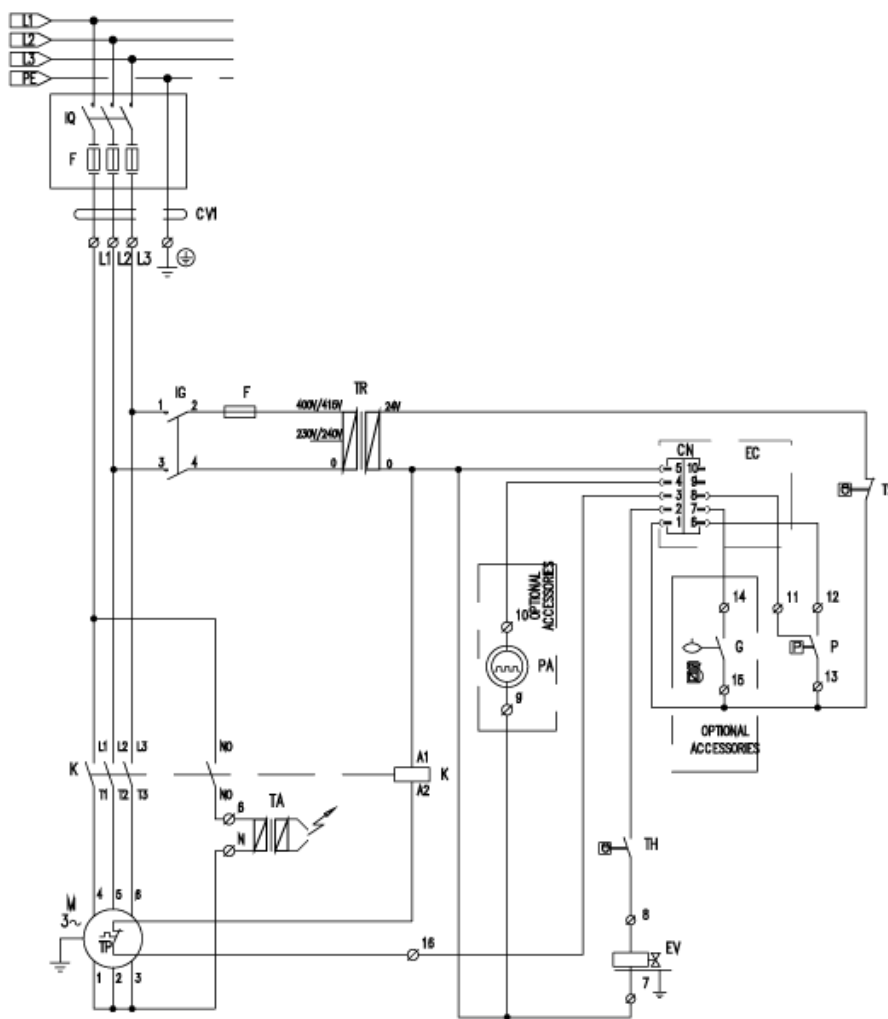 L1
L2
L3
PE
IQ
F
CV1
L1 L2 L3
IG F TR
1 2 400V/415V 24V
230V/240V
3 4 0 0
CN EC
5 10
4 9
3 8
2 7
1 6
OPTIONAL
ACCESSORIES
10
PA
9
14 11 12
G P P
15 13
OPTIONAL
ACCESSORIES
L1 L2 L3 NO A1
K K
T1 T2 T3 NO A2
6 TA
N
TH
M 4 5 6
3~
TP
16
8
EV
7
1 2 3